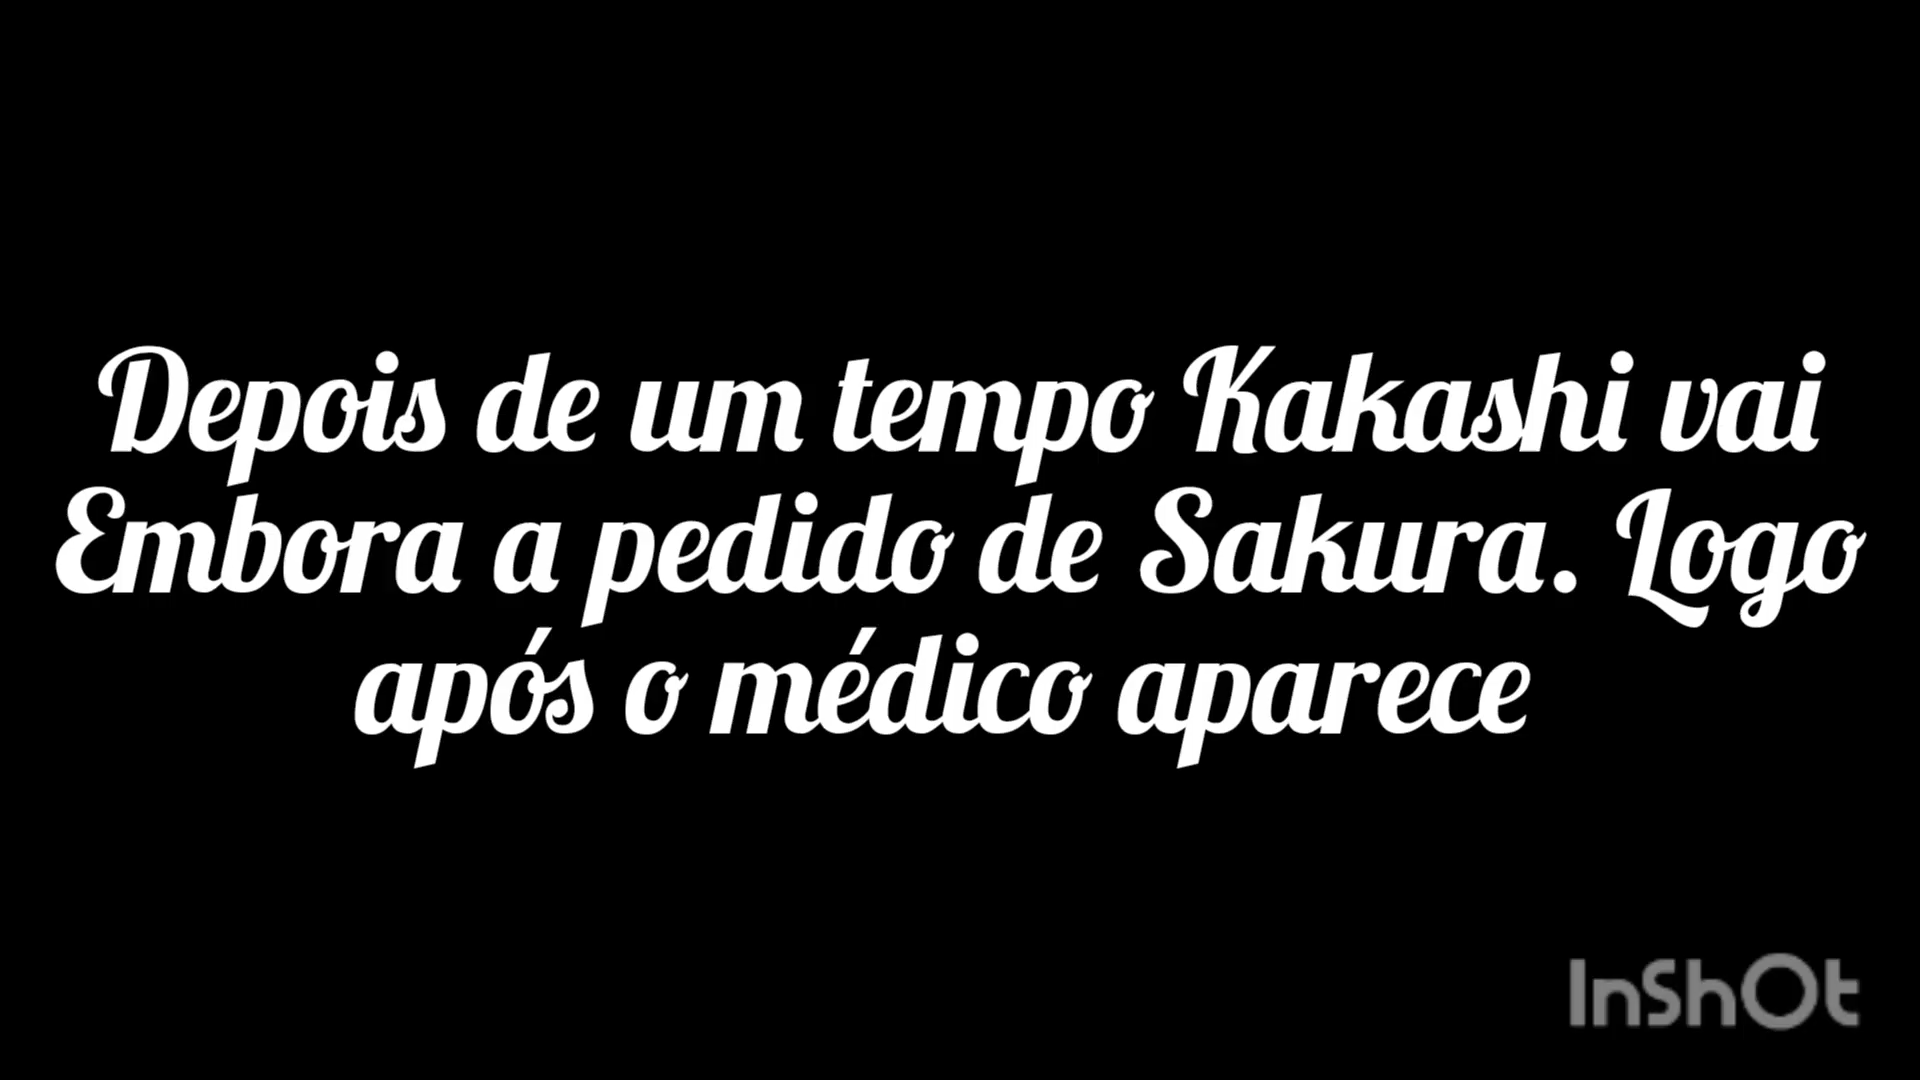 Depois de um tempo Kakashi vai
Embora a pedido de Sakura. Logo
após o médico aparece
InShOt